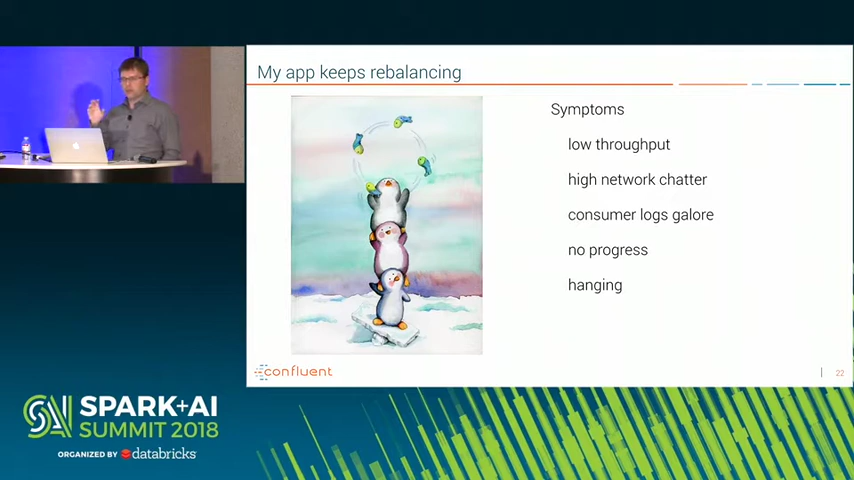 My app keeps rebalancing
Symptoms
low throughput
high network chatter
consumer logs galore
no progress
hanging
confluent
| 22
SPARK+AI
SUMMIT 2018
ORGANIZED BY databricks